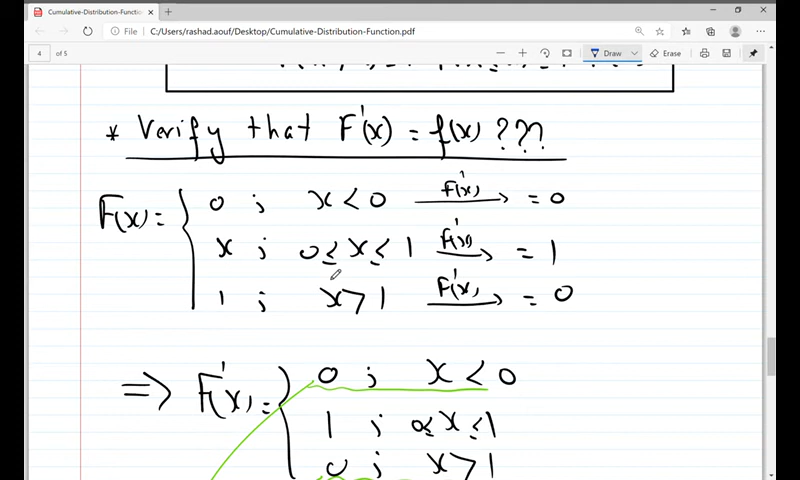 Cumulative-Distribution-Function.
File
C:/Users/rashad.aouf/Desktop/Cumulative-Distribution-Function.pdf
4 of 5
Draw
Erase
* Verify that F'(x) = f(x) ???
F(x) = { 0 ; x < 0 F'(x) → = 0
x ; 0 ≤ x ≤ 1 F'(x) → = 1
1 ; x > 1 F'(x) → = 0
⇒ F'(x) = { 0 ; x < 0
1 ; 0 ≤ x ≤ 1
0 ; x > 1